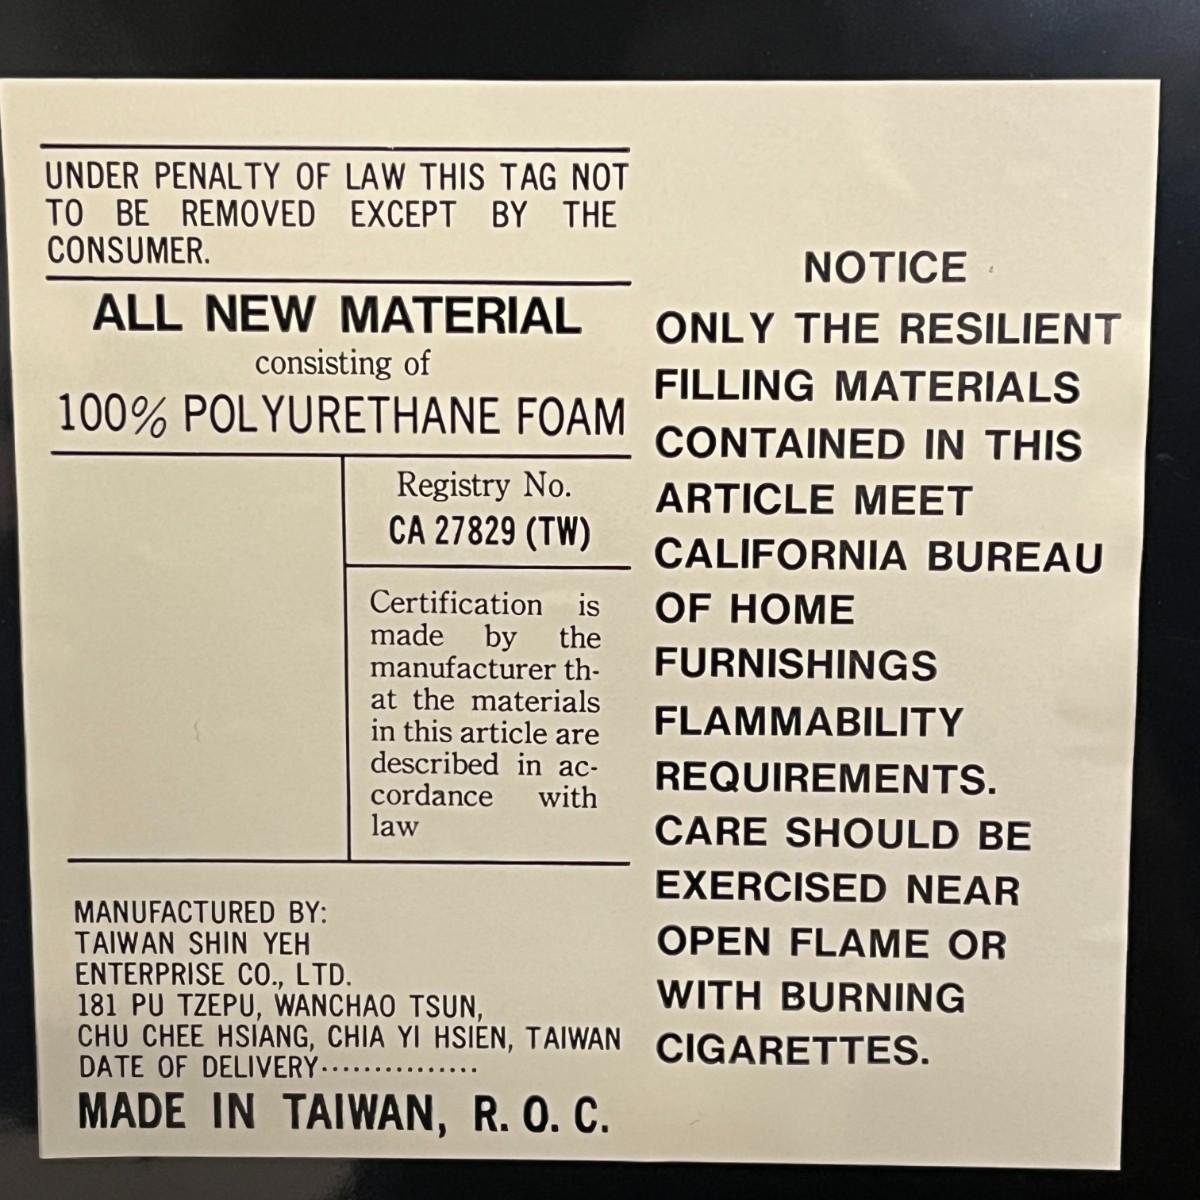 UNDER PENALTY OF LAW THIS TAG NOT
TO BE REMOVED EXCEPT BY THE
CONSUMER.
ALL NEW MATERIAL
consisting of
100% POLYURETHANE FOAM
Registry No.
CA 27829 (TW)
Certification is
made by the
manufacturer th-
at the materials
in this article are
described in ac-
cordance with
law
MANUFACTURED BY:
TAIWAN SHIN YEH
ENTERPRISE CO., LTD.
181 PU TZEPU, WANCHAO TSUN,
CHU CHEE HSIANG, CHIA YI HSIEN, TAIWAN
DATE OF DELIVERY···············
MADE IN TAIWAN, R. O. C.
NOTICE
ONLY THE RESILIENT
FILLING MATERIALS
CONTAINED IN THIS
ARTICLE MEET
CALIFORNIA BUREAU
OF HOME
FURNISHINGS
FLAMMABILITY
REQUIREMENTS.
CARE SHOULD BE
EXERCISED NEAR
OPEN FLAME OR
WITH BURNING
CIGARETTES.